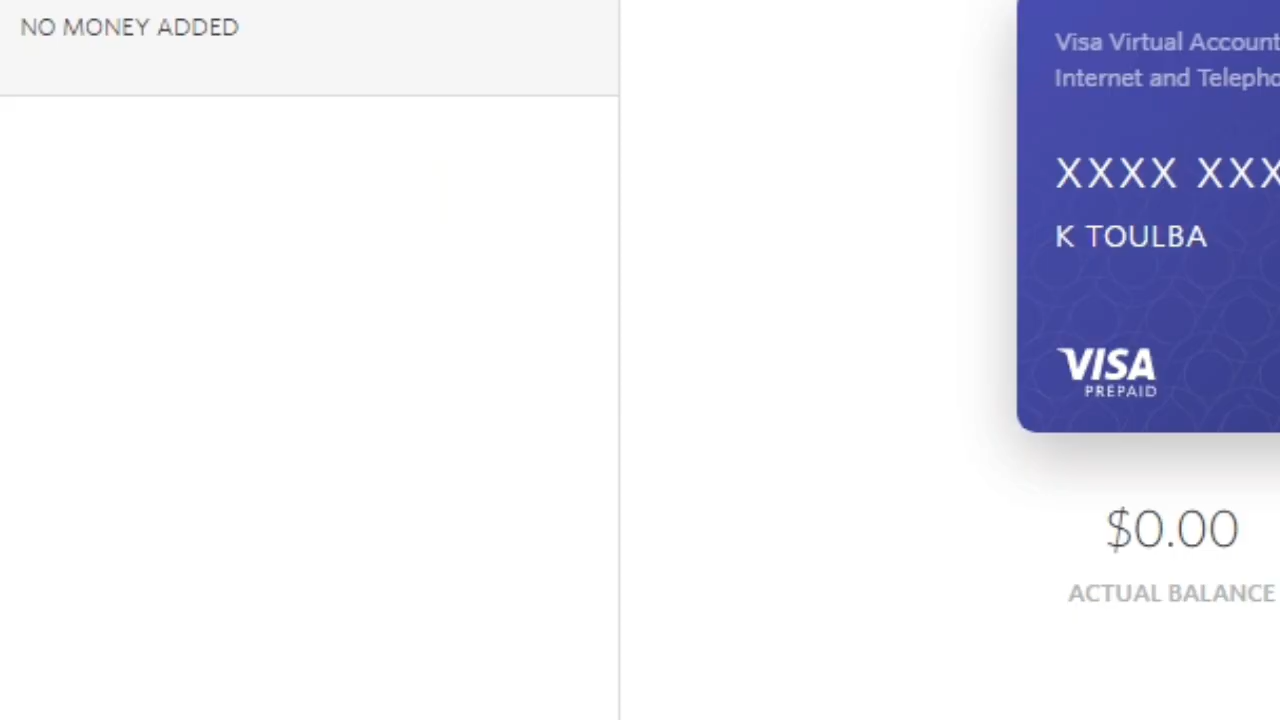 NO MONEY ADDED
Visa Virtual Account
Internet and Telepho
XXXX XXX
K TOULBA
VISA
PREPAID
$0.00
ACTUAL BALANCE